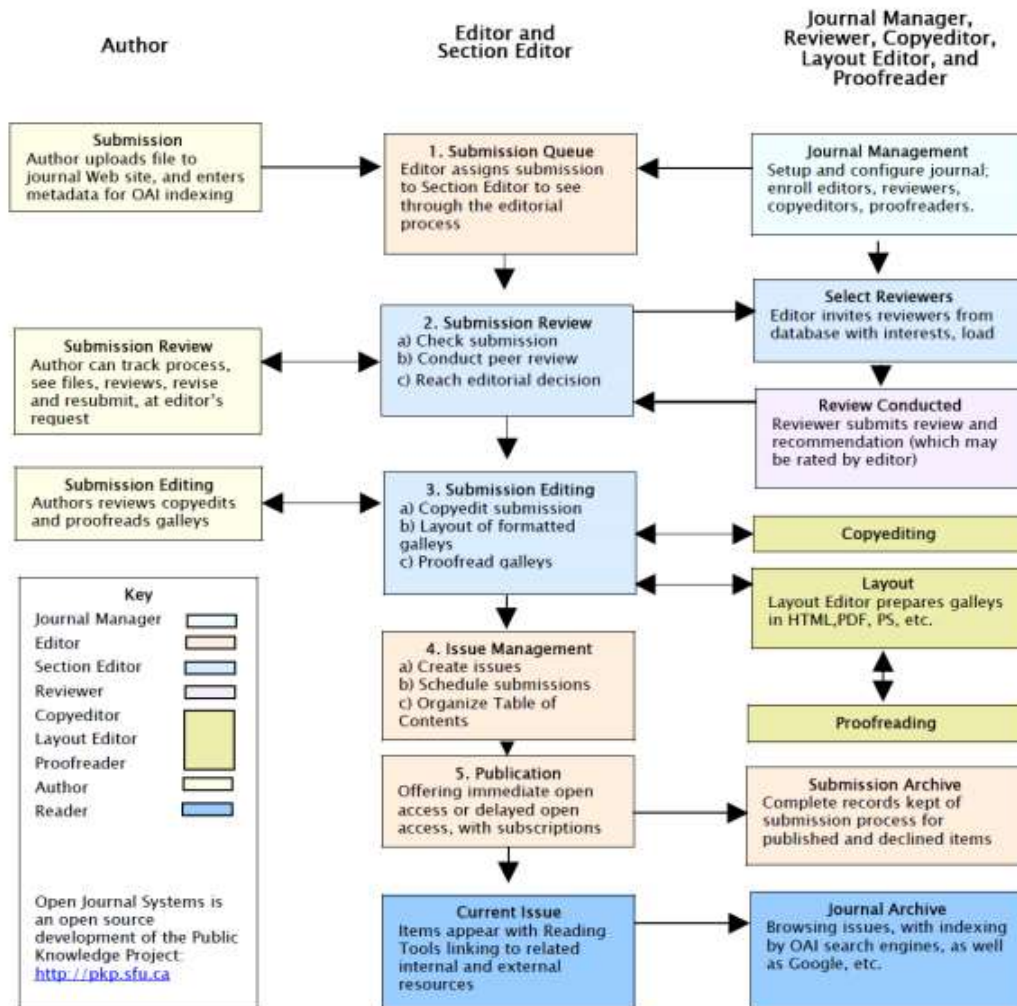 Author
Editor and
Section Editor
Journal Manager,
Reviewer, Copyeditor,
Layout Editor, and
Proofreader
Submission
Author uploads file to
journal Web site, and enters
metadata for OAI indexing
1. Submission Queue
Editor assigns submission
to Section Editor to see
through the editorial
process
Journal Management
Setup and configure journal;
enroll editors, reviewers,
copyeditors, proofreaders.
Submission Review
Author can track process,
see files, reviews, revise
and resubmit, at editor's
request
2. Submission Review
a) Check submission
b) Conduct peer review
c) Reach editorial decision
Select Reviewers
Editor invites reviewers from
database with interests, load
Review Conducted
Reviewer submits review and
recommendation (which may
be rated by editor)
Submission Editing
Authors reviews copyedits
and proofreads galleys
3. Submission Editing
a) Copyedit submission
b) Layout of formatted
galleys
c) Proofread galleys
Copyediting
Layout
Layout Editor prepares galleys
in HTML,PDF, PS, etc.
Proofreading
Key
Journal Manager
Editor
Section Editor
Reviewer
Copyeditor
Layout Editor
Proofreader
Author
Reader
Open Journal Systems is
an open source
development of the Public
Knowledge Project:
http://pkp.sfu.ca
4. Issue Management
a) Create issues
b) Schedule submissions
c) Organize Table of
Contents
5. Publication
Offering immediate open
access or delayed open
access, with subscriptions
Submission Archive
Complete records kept of
submission process for
published and declined items
Current Issue
Items appear with Reading
Tools linking to related
internal and external
resources
Journal Archive
Browsing issues, with indexing
by OAI search engines, as well
as Google, etc.